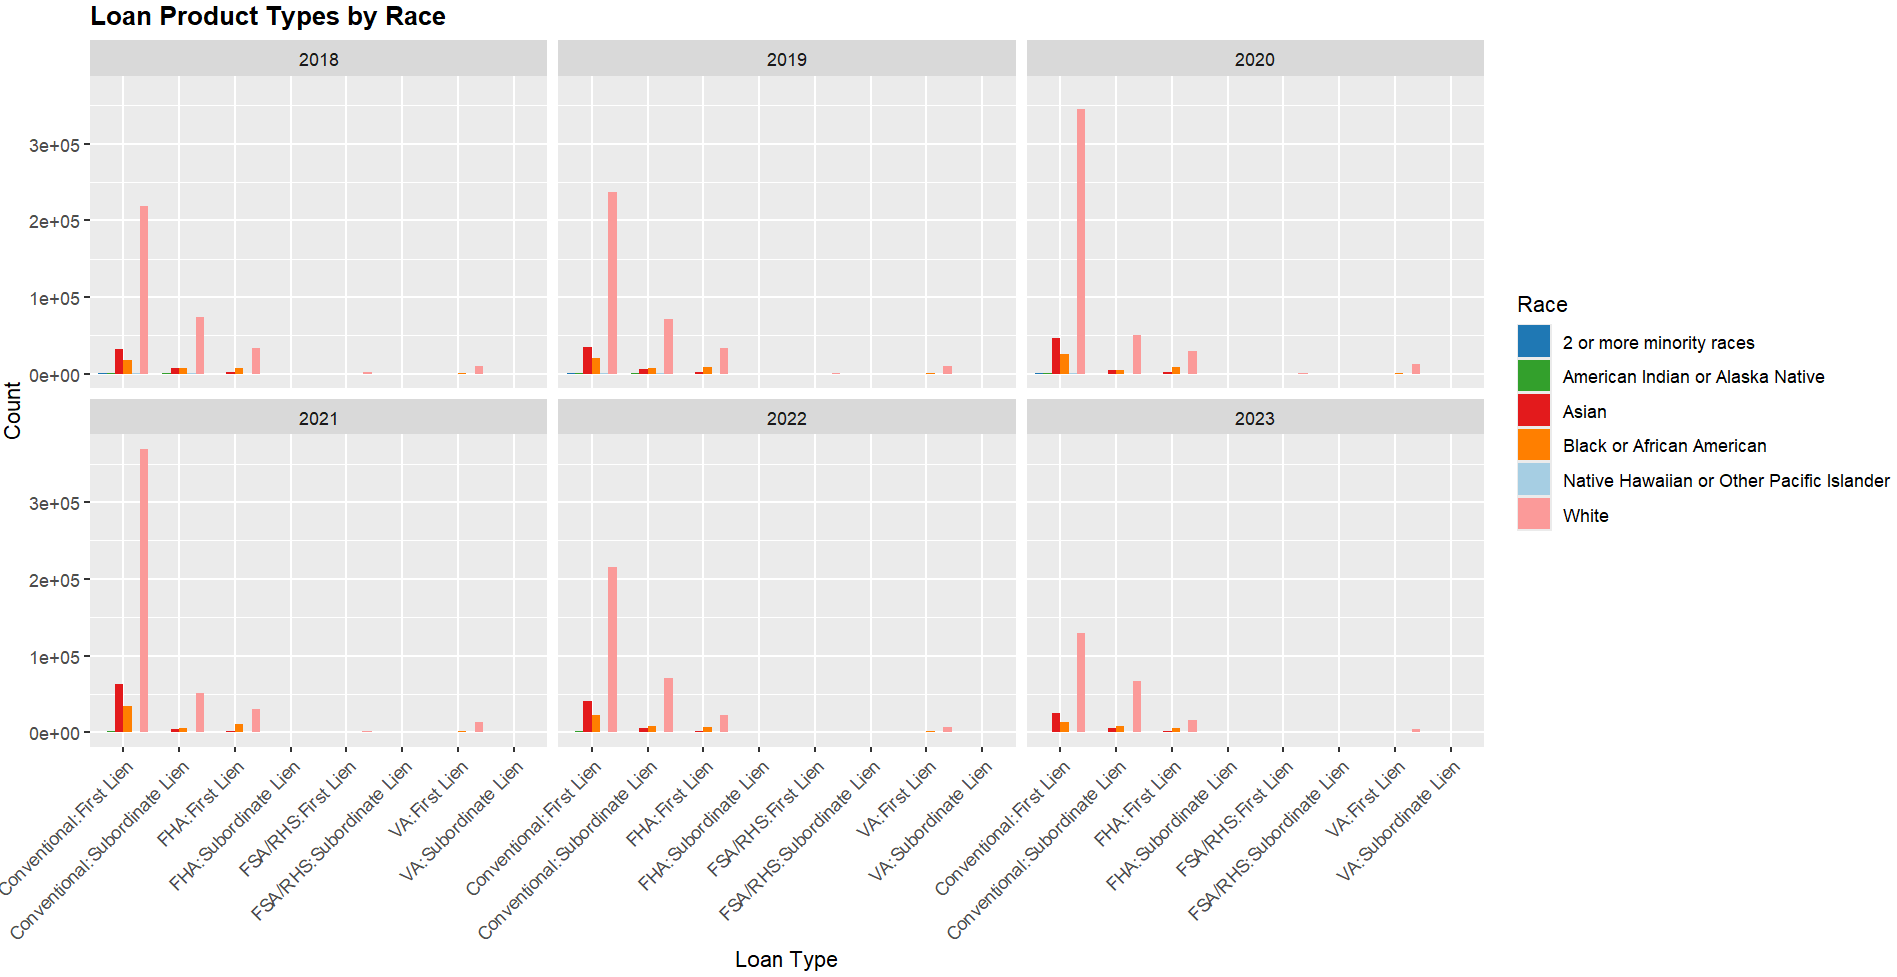 Loan Product Types by Race
2018
2019
2020
3e+05
2e+05
1e+05
0e+00
2021
2022
2023
3e+05
2e+05
1e+05
0e+00
Count
Conventional:First Lien
Conventional:Subordinate Lien
FHA:First Lien
FHA:Subordinate Lien
FSA/RHS:First Lien
FSA/RHS:Subordinate Lien
VA:First Lien
VA:Subordinate Lien
Conventional:First Lien
Conventional:Subordinate Lien
FHA:First Lien
FHA:Subordinate Lien
FSA/RHS:First Lien
FSA/RHS:Subordinate Lien
VA:First Lien
VA:Subordinate Lien
Conventional:First Lien
Conventional:Subordinate Lien
FHA:First Lien
FHA:Subordinate Lien
FSA/RHS:First Lien
FSA/RHS:Subordinate Lien
VA:First Lien
VA:Subordinate Lien
Loan Type
Race
2 or more minority races
American Indian or Alaska Native
Asian
Black or African American
Native Hawaiian or Other Pacific Islander
White